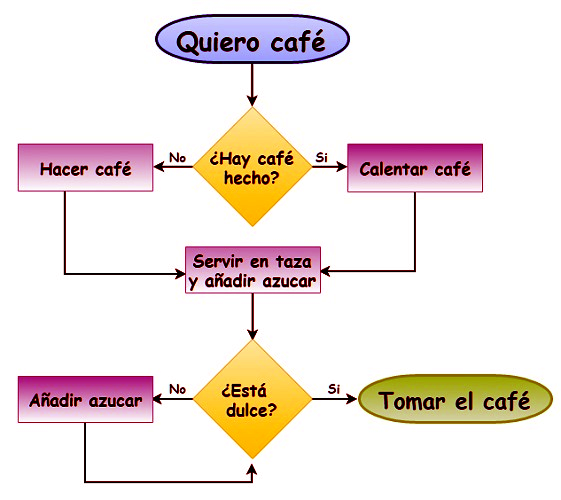 Quiero café
¿Hay café
hecho?
No
Si
Hacer café
Calentar café
Servir en taza
y añadir azucar
¿Está
dulce?
No
Si
Añadir azucar
Tomar el café